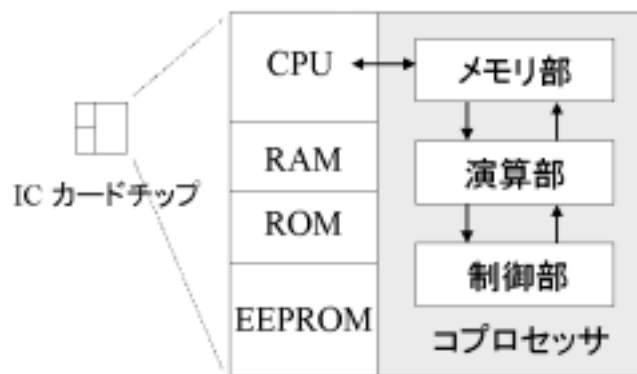 IC カードチップ
CPU
RAM
ROM
EEPROM
メモリ部
演算部
制御部
コプロセッサ